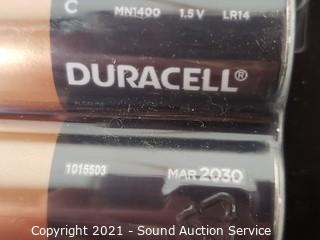 C MN1400 1.5 V LR14
DURACELL®
1015503 MAR 2030
Copyright 2021 - Sound Auction Service